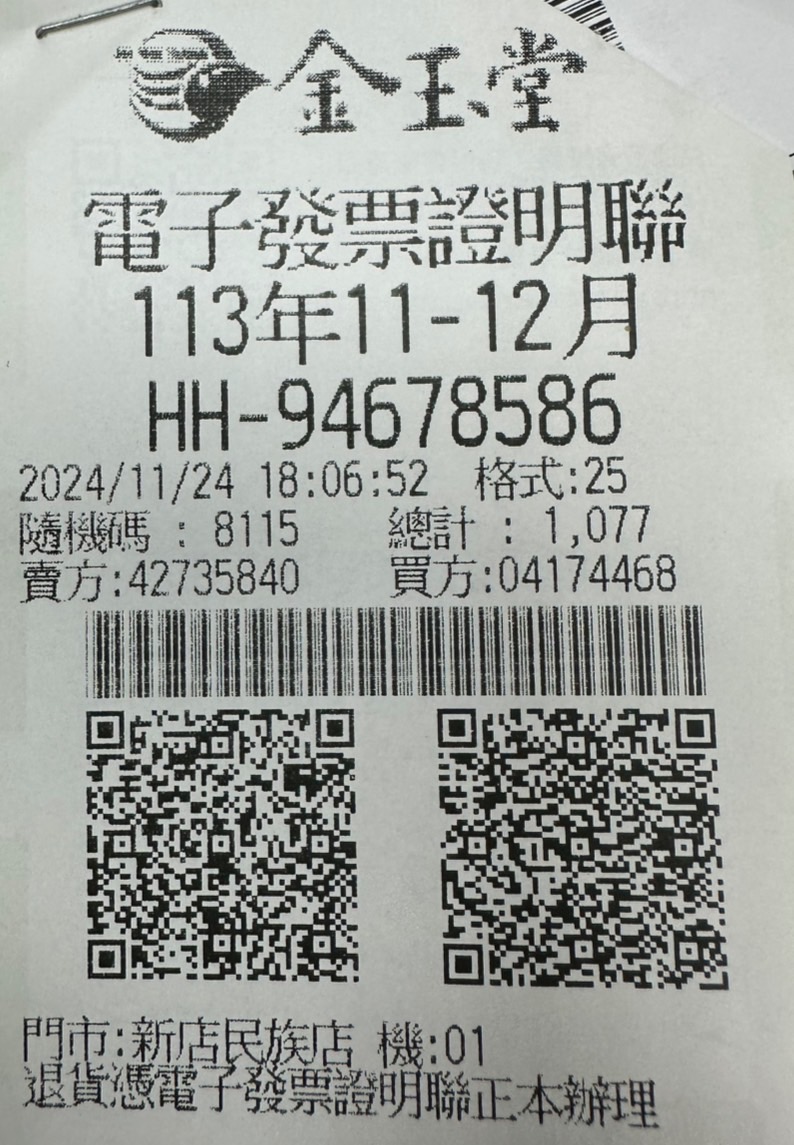 金玉堂
電子發票證明聯
113年11-12月
HH-94678586
2024/11/24 18:06:52 格式:25
隨機碼 : 8115 總計 : 1,077
賣方:42735840 買方:04174468
門市:新店民族店 機:01
退貨憑電子發票證明聯正本辦理